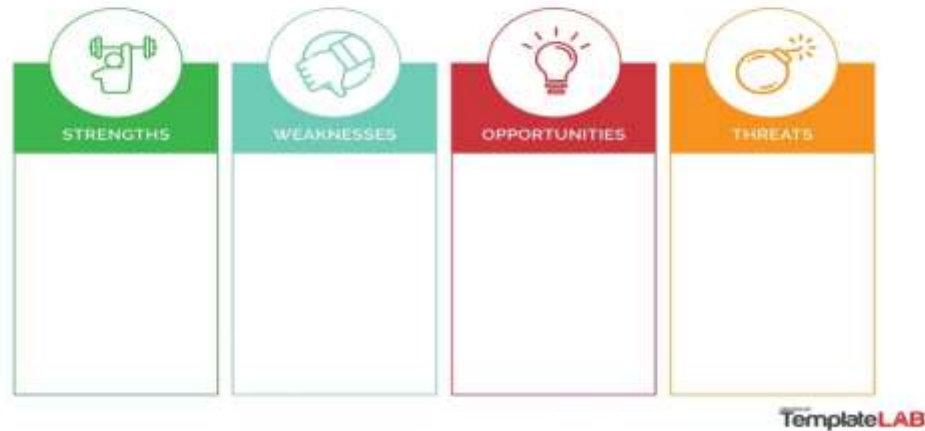 STRENGTHS
WEAKNESSES
OPPORTUNITIES
THREATS
TemplateLAB